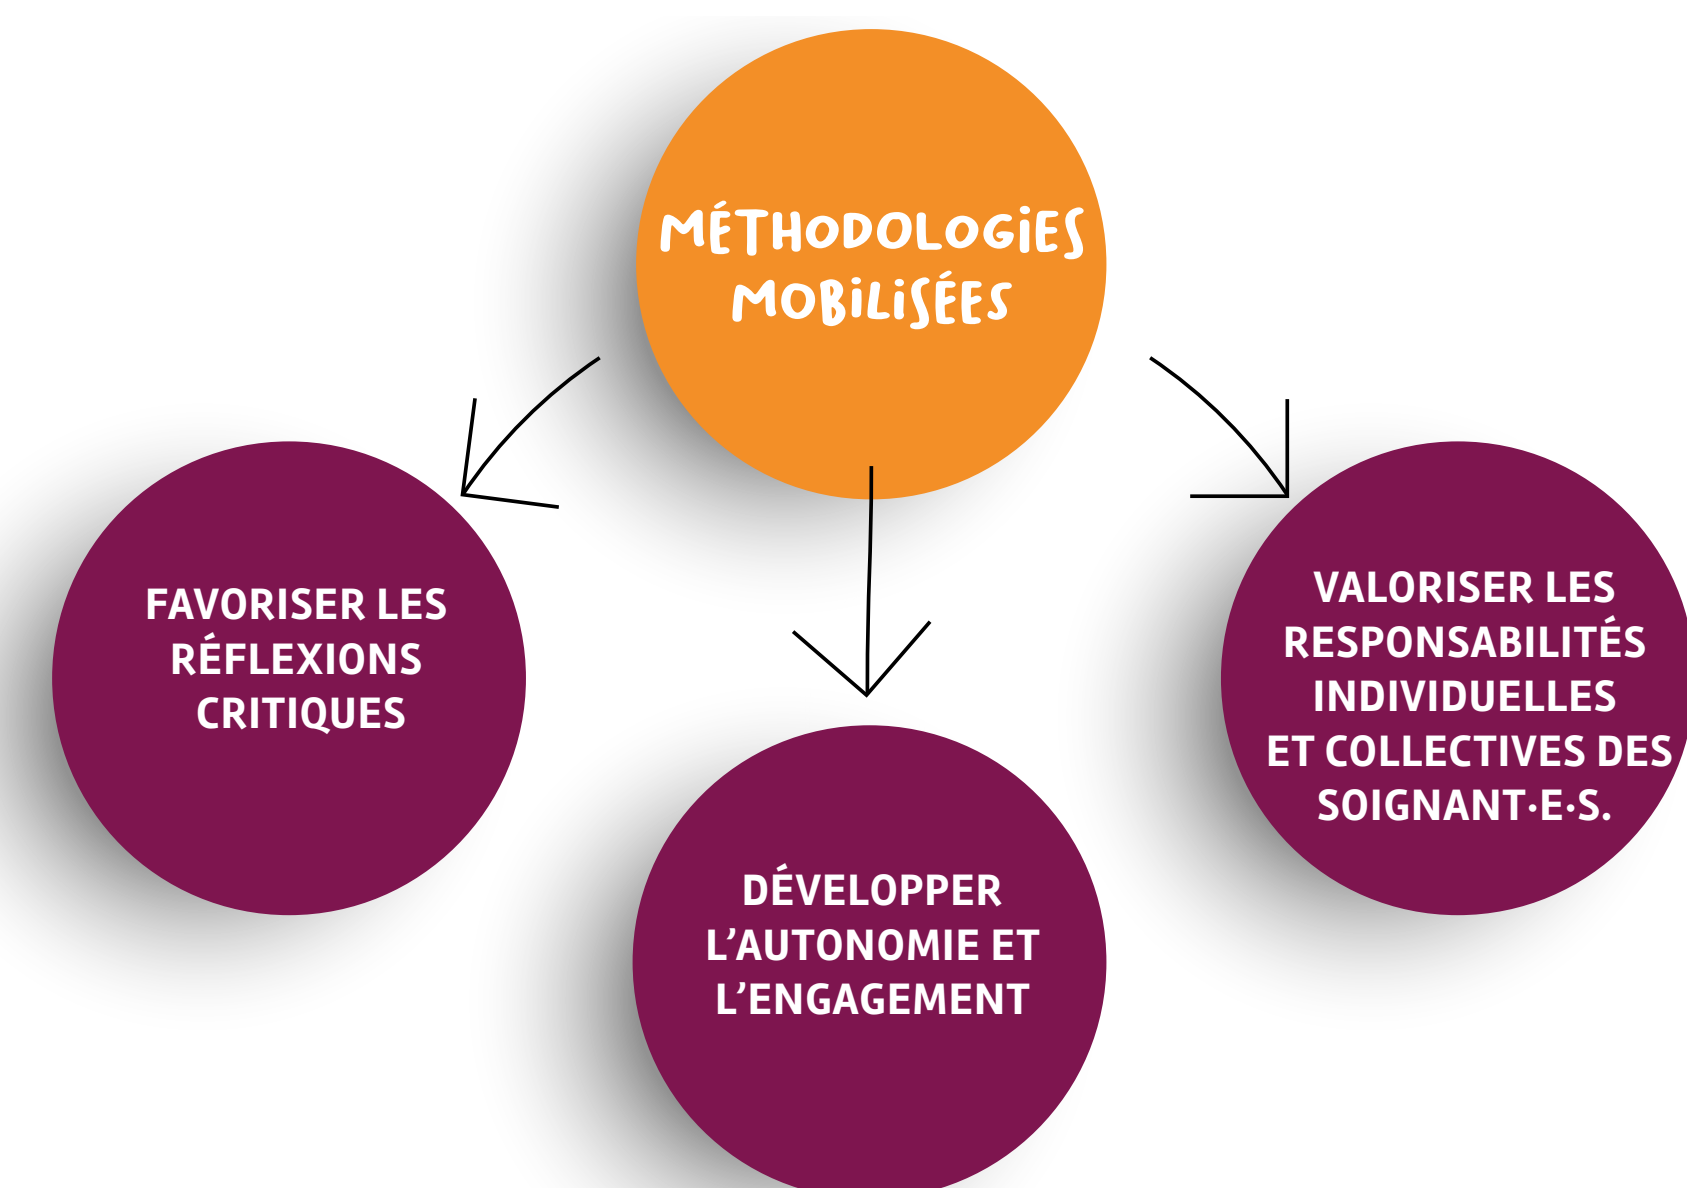 MÉTHODOLOGiES
MOBiLiSÉES
FAVORISER LES
RÉFLEXIONS
CRITIQUES
DÉVELOPPER
L’AUTONOMIE ET
L’ENGAGEMENT
VALORISER LES
RESPONSABILITÉS
INDIVIDUELLES
ET COLLECTIVES DES
SOIGNANT·E·S.